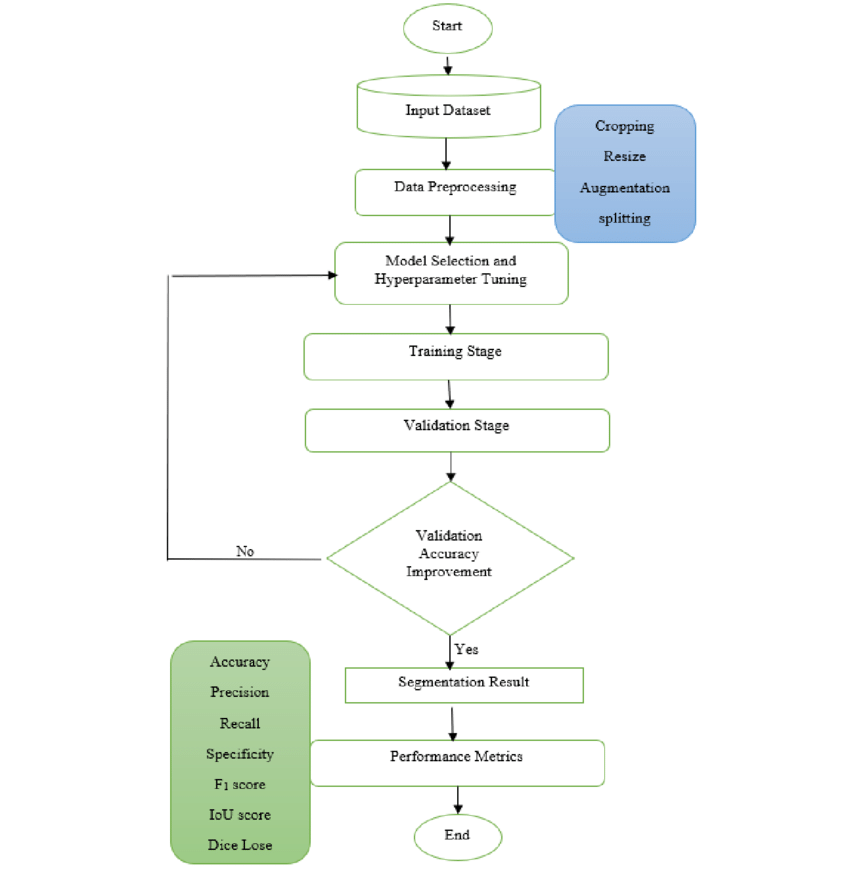 Start
Input Dataset
Data Preprocessing
Cropping
Resize
Augmentation
splitting
Model Selection and
Hyperparameter Tuning
Training Stage
Validation Stage
Validation
Accuracy
Improvement
No
Yes
Segmentation Result
Performance Metrics
Accuracy
Precision
Recall
Specificity
F1 score
IoU score
Dice Lose
End